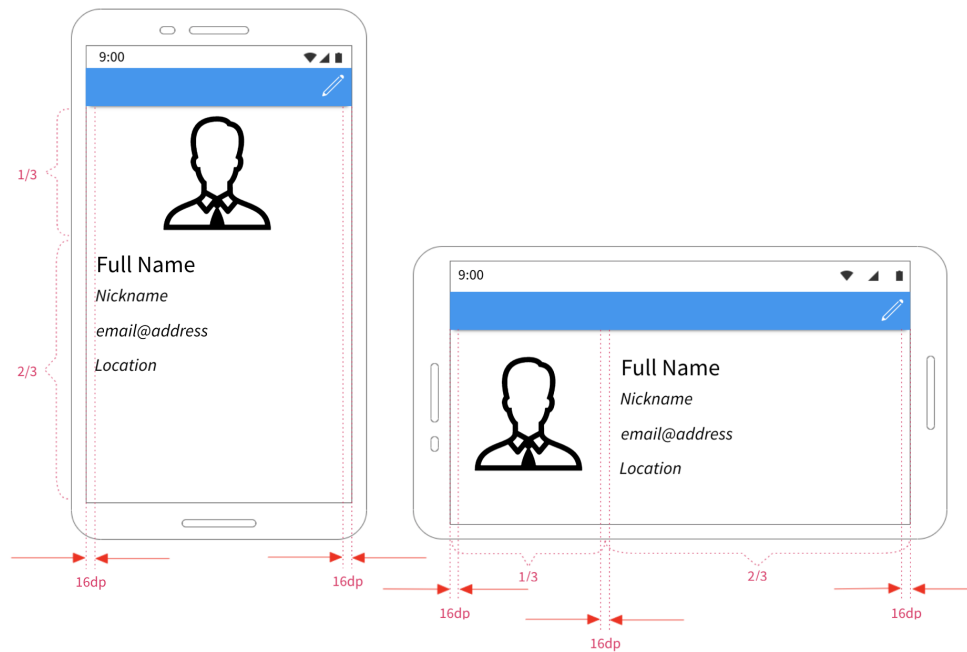 9:00
1/3
Full Name
Nickname
email@address
Location
2/3
16dp
16dp
9:00
Full Name
Nickname
email@address
Location
1/3
2/3
16dp
16dp
16dp